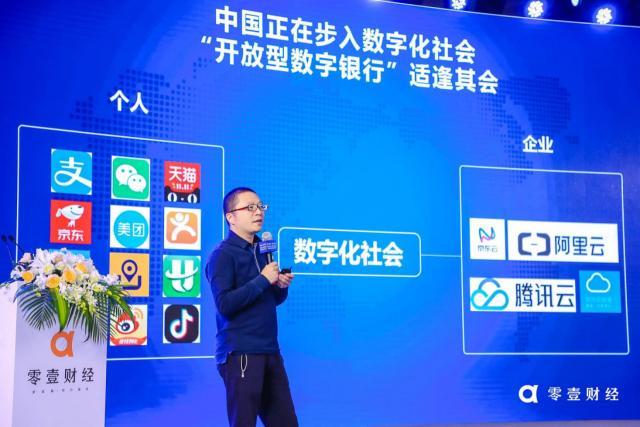 中国正在步入数字化社会
“开放型数字银行”适逢其会
个人
企业
支
天猫
11.11
京东
美团
数字化社会
京东云
阿里云
腾讯云
零壹财经
零壹财经